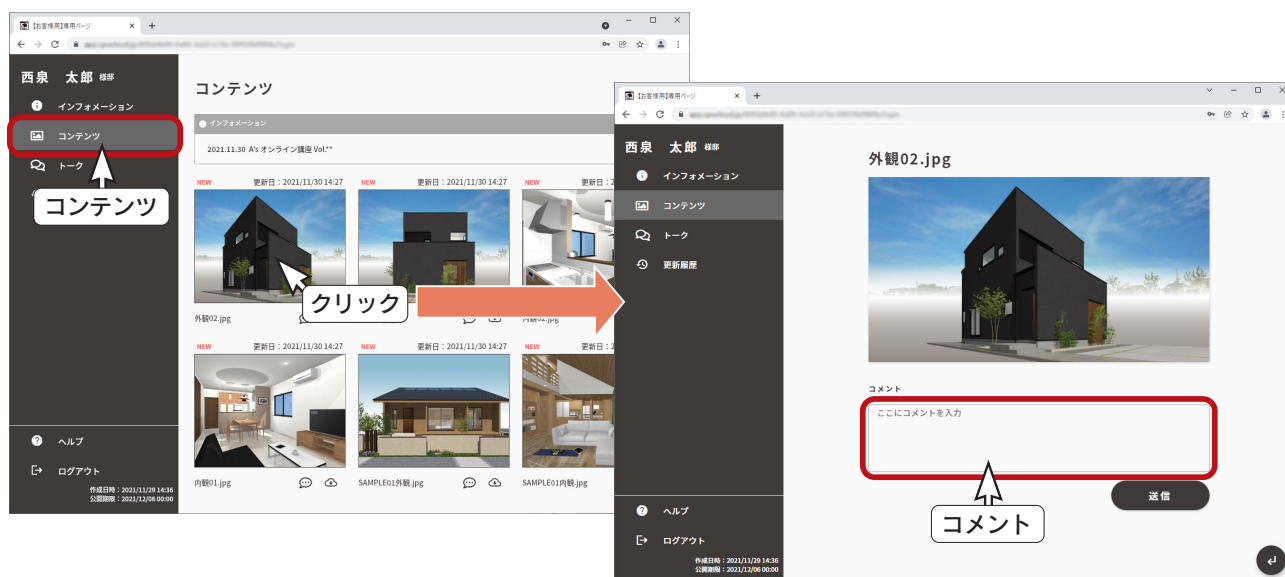 【お客様用】専用ページ
西泉 太郎 様邸
インフォメーション
コンテンツ
トーク
コンテンツ
ヘルプ
ログアウト
作成日時：2021/11/29 14:36
公開期限：2021/12/06 00:00
コンテンツ
インフォメーション
2021.11.30 A's オンライン講座 Vol.**
NEW 更新日：2021/11/30 14:27
NEW 更新日：2021/11/30 14:27
NEW 更新日：2
クリック
外観02.jpg
内観02.jpg
NEW 更新日：2021/11/30 14:27
NEW 更新日：2021/11/30 14:27
NEW 更新日：2
内観01.jpg
SAMPLE01外観.jpg
SAMPLE01内観.jpg
【お客様用】専用ページ
西泉 太郎 様邸
インフォメーション
コンテンツ
トーク
更新履歴
ヘルプ
ログアウト
作成日時：2021/11/29 14:36
公開期限：2021/12/06 00:00
外観02.jpg
コメント
ここにコメントを入力
コメント
送信